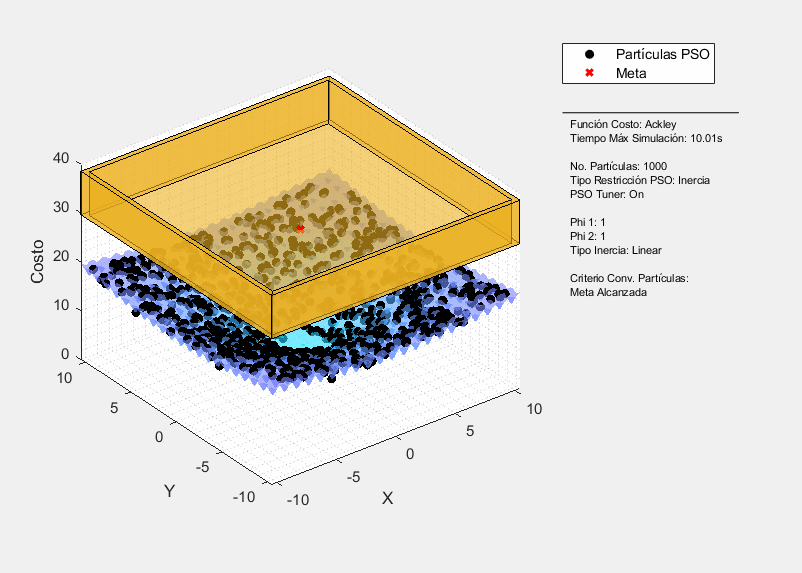 Partículas PSO
Meta
Función Costo: Ackley
Tiempo Máx Simulación: 10.01s
No. Partículas: 1000
Tipo Restricción PSO: Inercia
PSO Tuner: On
Phi 1: 1
Phi 2: 1
Tipo Inercia: Linear
Criterio Conv. Partículas:
Meta Alcanzada
Costo
40
30
20
10
0
10
5
0
-5
-10
Y
-10
-5
0
5
10
X